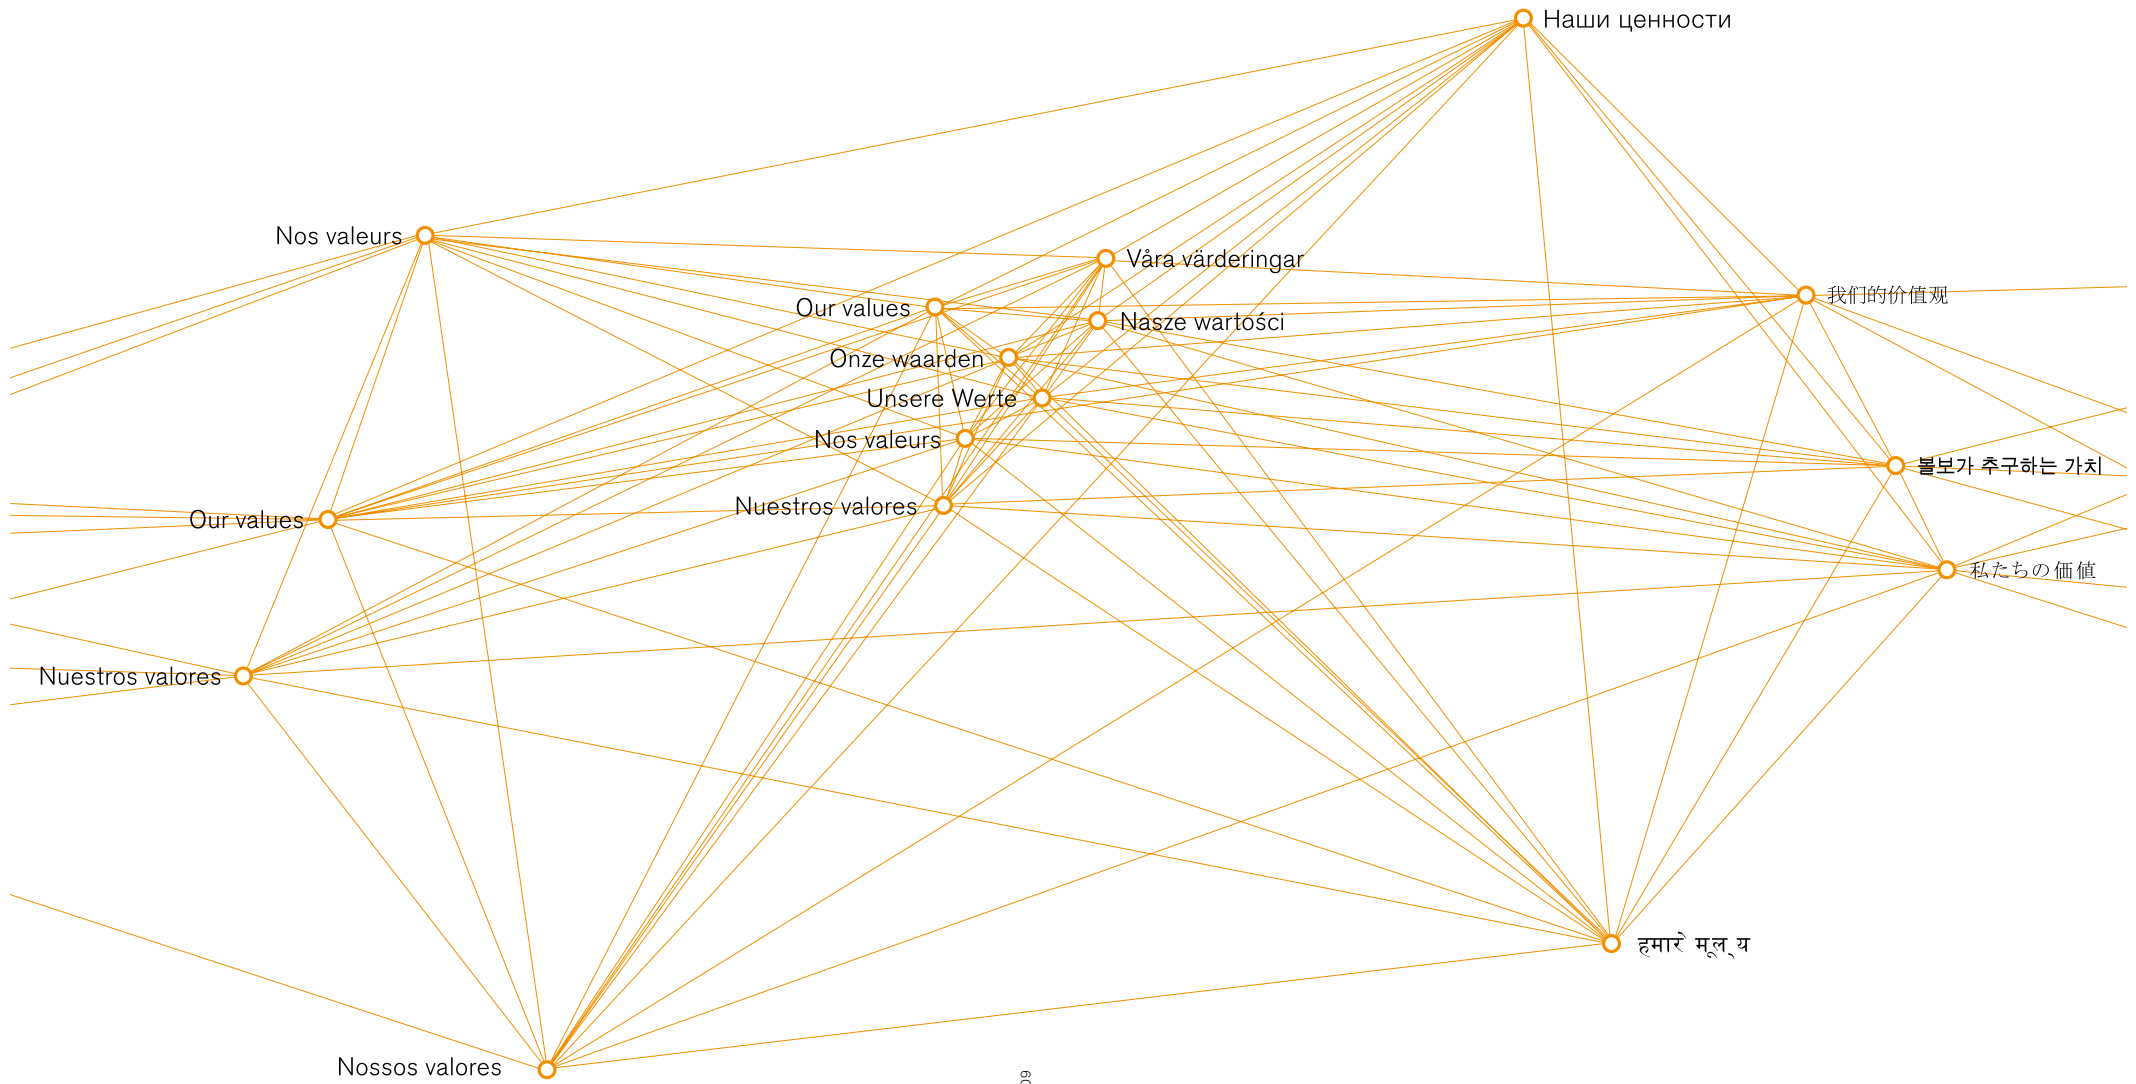 Наши ценности
Nos valeurs
Våra värderingar
我们的价值观
Our values
Nasze wartości
Onze waarden
Unsere Werte
Nos valeurs
볼보가 추구하는 가치
Nuestros valores
Our values
私たちの価値
Nuestros valores
हमारे मूल्य
Nossos valores